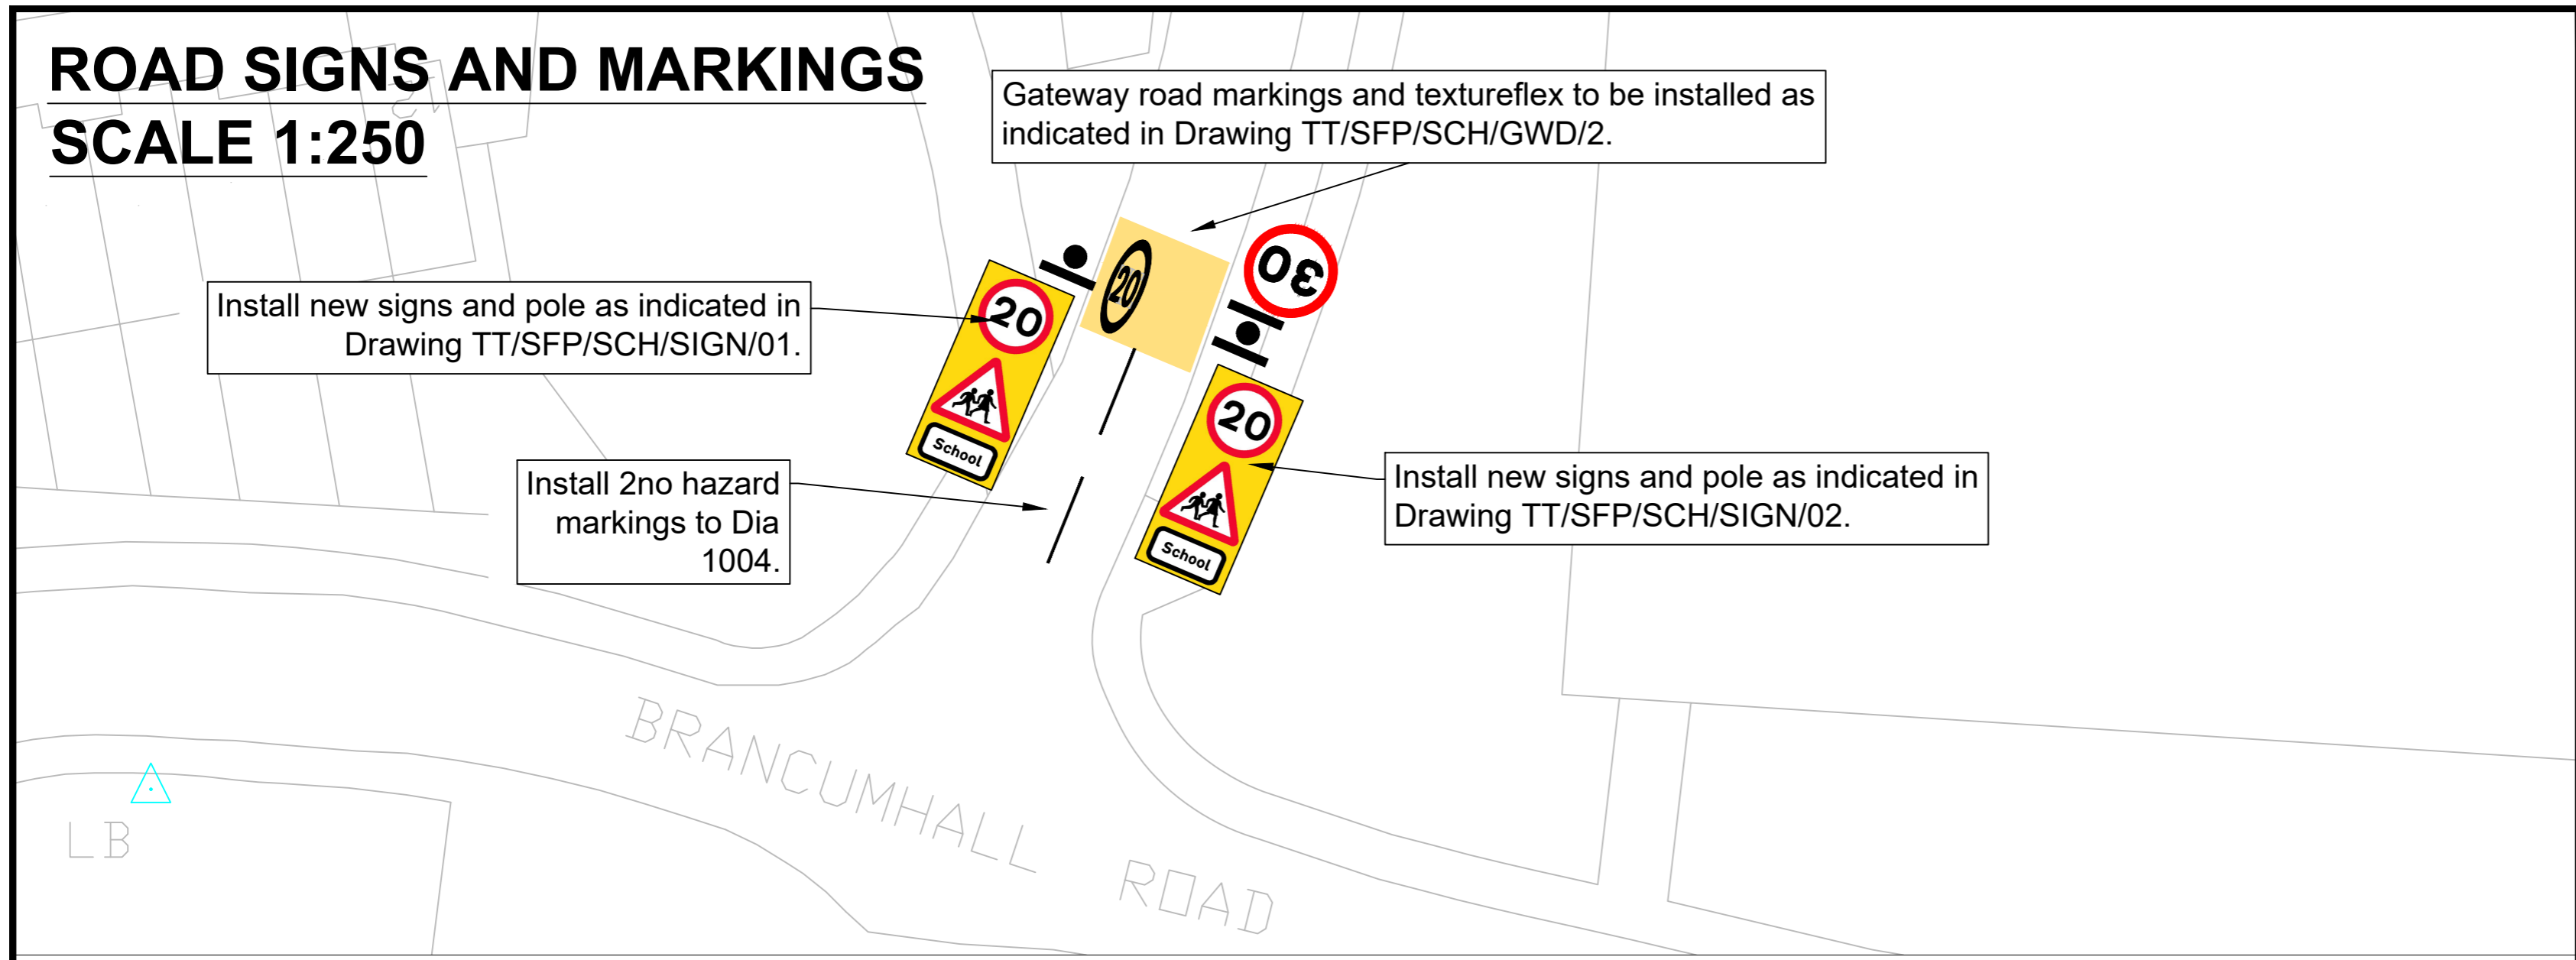 ROAD SIGNS AND MARKINGS
SCALE 1:250
Gateway road markings and textureflex to be installed as
indicated in Drawing TT/SFP/SCH/GWD/2.
20
30
Install new signs and pole as indicated in
Drawing TT/SFP/SCH/SIGN/01.
20
School
20
School
Install 2no hazard
markings to Dia
1004.
Install new signs and pole as indicated in
Drawing TT/SFP/SCH/SIGN/02.
BRANCUMHALL ROAD
LB